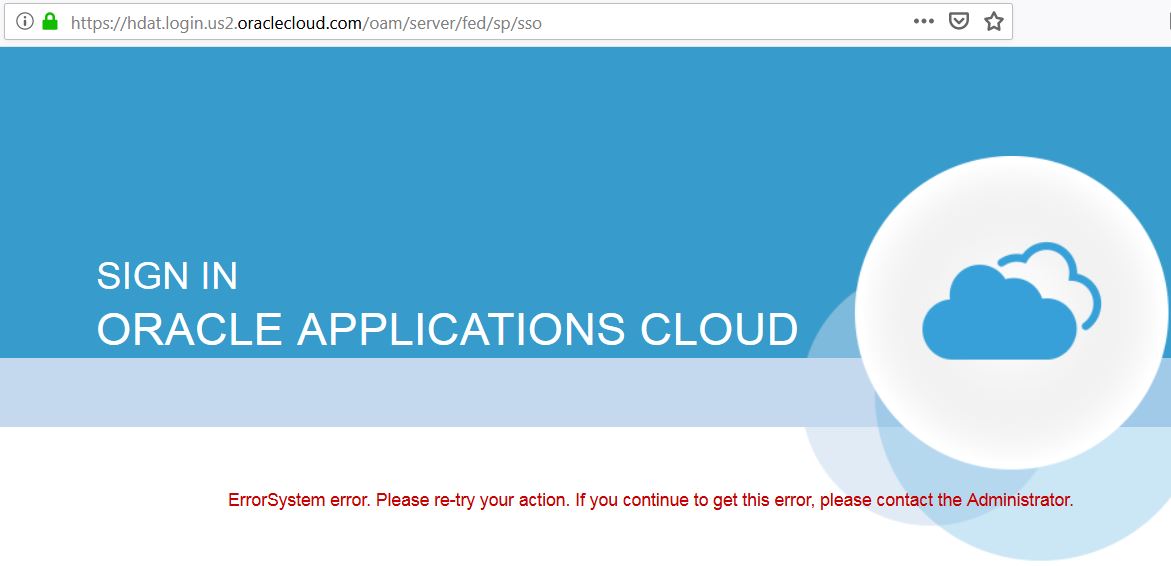 https://hdat.login.us2.oraclecloud.com/oam/server/fed/sp/sso
SIGN IN
ORACLE APPLICATIONS CLOUD
ErrorSystem error. Please re-try your action. If you continue to get this error, please contact the Administrator.